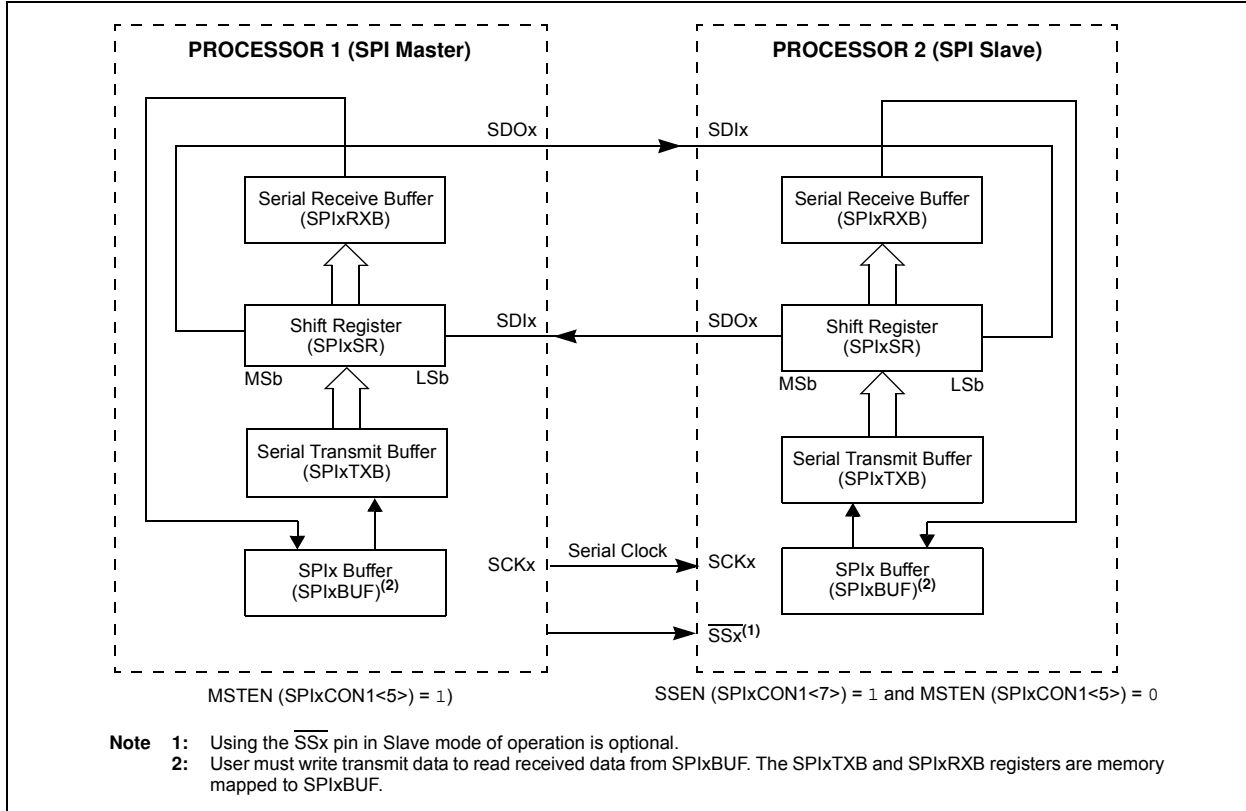 PROCESSOR 1 (SPI Master)
PROCESSOR 2 (SPI Slave)
SDOx
SDIx
Serial Receive Buffer
(SPIxRXB)
Serial Receive Buffer
(SPIxRXB)
Shift Register
(SPIxSR)
SDIx
SDOx
Shift Register
(SPIxSR)
MSb
LSb
MSb
LSb
Serial Transmit Buffer
(SPIxTXB)
Serial Transmit Buffer
(SPIxTXB)
SPIx Buffer
(SPIxBUF)(2)
SCKx
Serial Clock
SCKx
SPIx Buffer
(SPIxBUF)(2)
SSx(1)
MSTEN (SPIxCON1<5>) = 1)
SSEN (SPIxCON1<7>) = 1 and MSTEN (SPIxCON1<5>) = 0
Note 1: Using the SSx pin in Slave mode of operation is optional.
2: User must write transmit data to read received data from SPIxBUF. The SPIxTXB and SPIxRXB registers are memory
mapped to SPIxBUF.